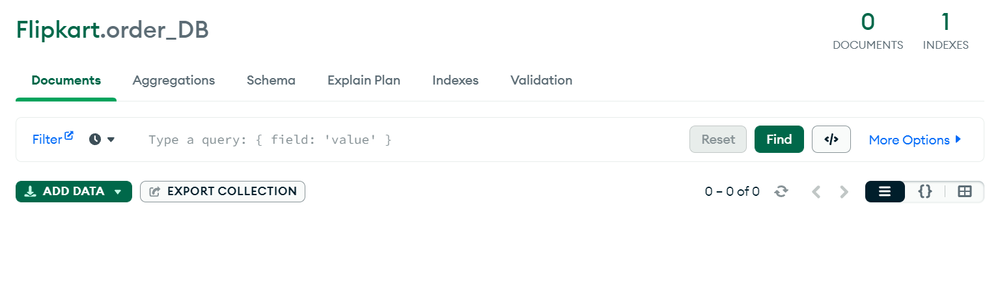 Flipkart.order_DB
0 1
DOCUMENTS INDEXES
Documents Aggregations Schema Explain Plan Indexes Validation
Filter Type a query: { field: 'value' } Reset Find </> More Options
ADD DATA EXPORT COLLECTION 0 – 0 of 0 {}